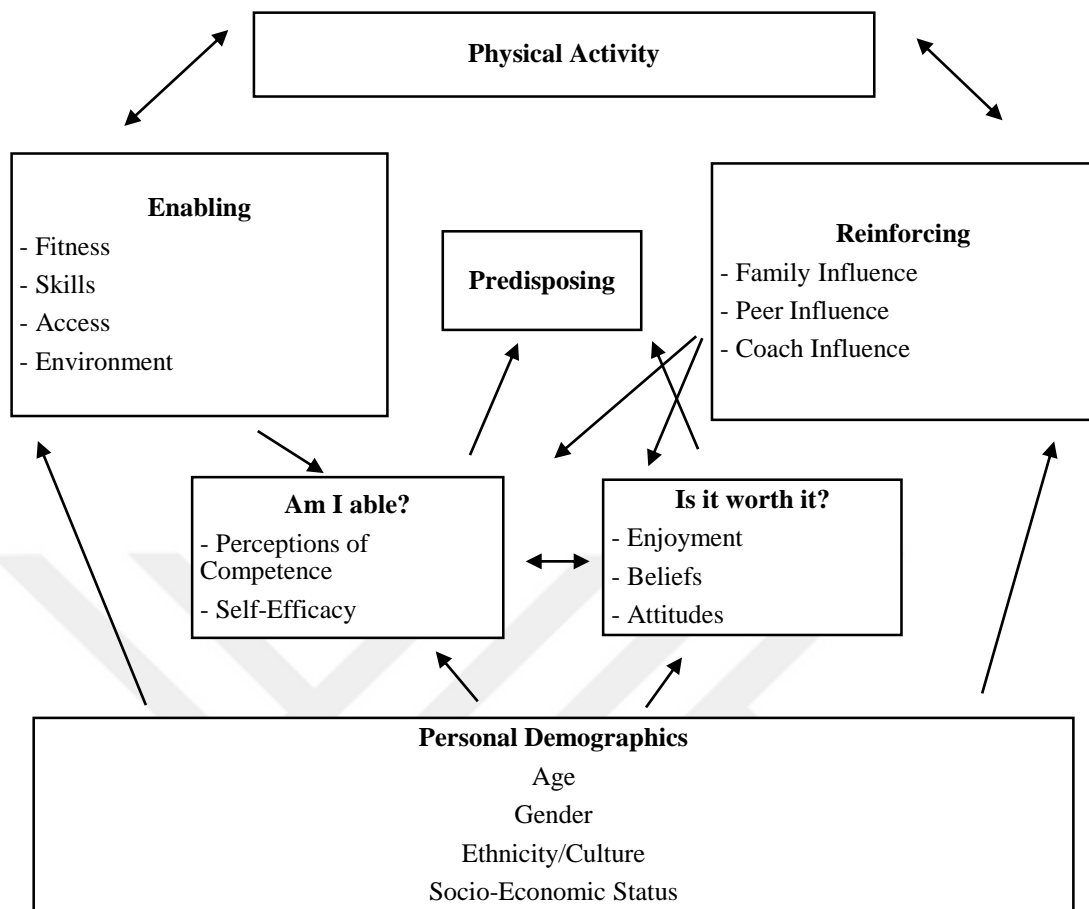 Physical Activity
Enabling
- Fitness
- Skills
- Access
- Environment
Predisposing
Reinforcing
- Family Influence
- Peer Influence
- Coach Influence
Am I able?
- Perceptions of
Competence
- Self-Efficacy
Is it worth it?
- Enjoyment
- Beliefs
- Attitudes
Personal Demographics
Age
Gender
Ethnicity/Culture
Socio-Economic Status